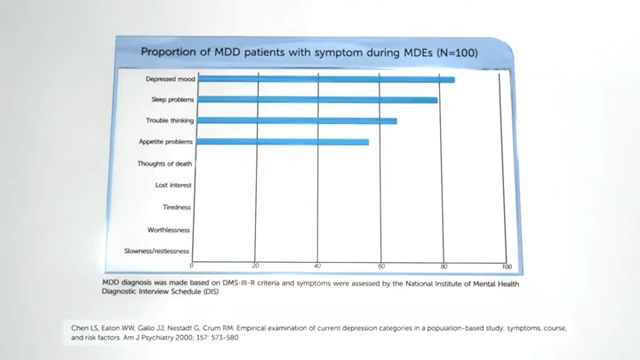 Proportion of MDD patients with symptom during MDEs (N=100)
Depressed mood
Sleep problems
Trouble thinking
Appetite problems
Thoughts of death
Lost interest
Tiredness
Worthlessness
Slowness/restlessness
0 20 40 60 80 100
MDD diagnosis was made based on DMS-III-R criteria and symptoms were assessed by the National Institute of Mental Health
Diagnostic Interview Schedule (DIS)
Chen LS, Eaton WW, Gallo JJ, Nestadt G, Crum RM. Empirical examination of current depression categories in a population-based study: symptoms, course,
and risk factors. Am J Psychiatry 2000; 157: 573-580